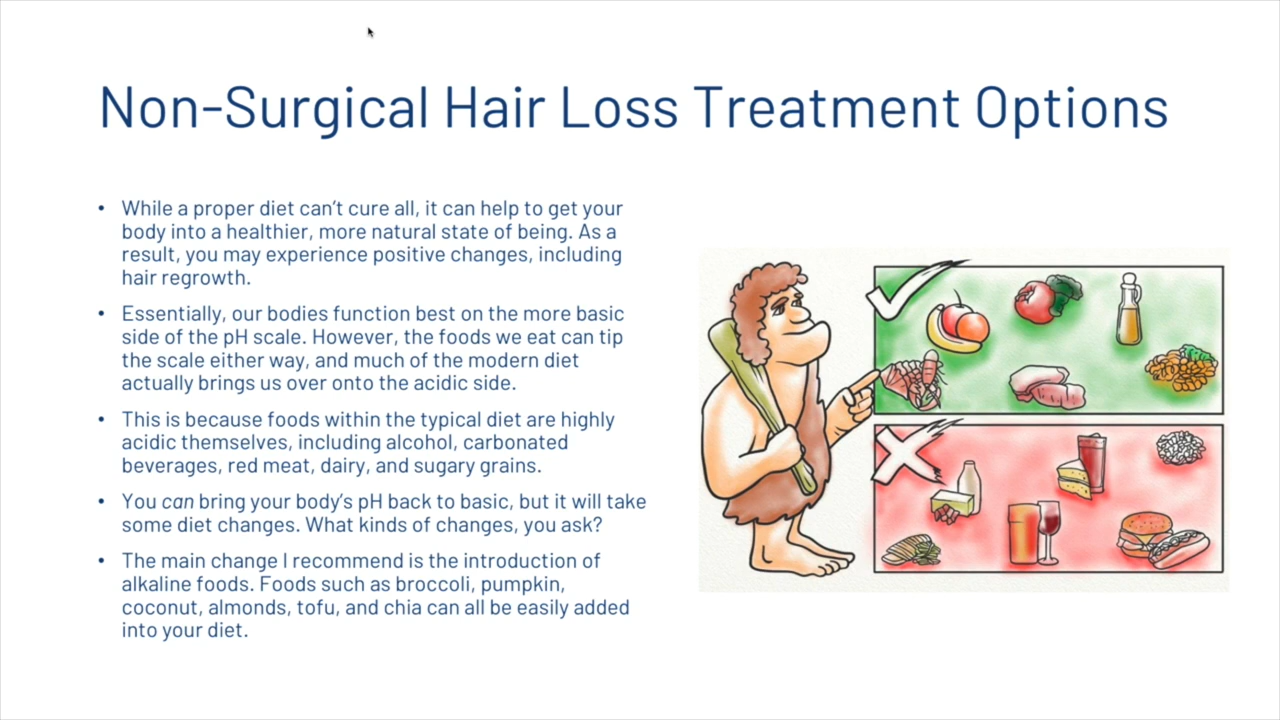 Non-Surgical Hair Loss Treatment Options
• While a proper diet can't cure all, it can help to get your
body into a healthier, more natural state of being. As a
result, you may experience positive changes, including
hair regrowth.
• Essentially, our bodies function best on the more basic
side of the pH scale. However, the foods we eat can tip
the scale either way, and much of the modern diet
actually brings us over onto the acidic side.
• This is because foods within the typical diet are highly
acidic themselves, including alcohol, carbonated
beverages, red meat, dairy, and sugary grains.
• You can bring your body's pH back to basic, but it will take
some diet changes. What kinds of changes, you ask?
• The main change I recommend is the introduction of
alkaline foods. Foods such as broccoli, pumpkin,
coconut, almonds, tofu, and chia can all be easily added
into your diet.